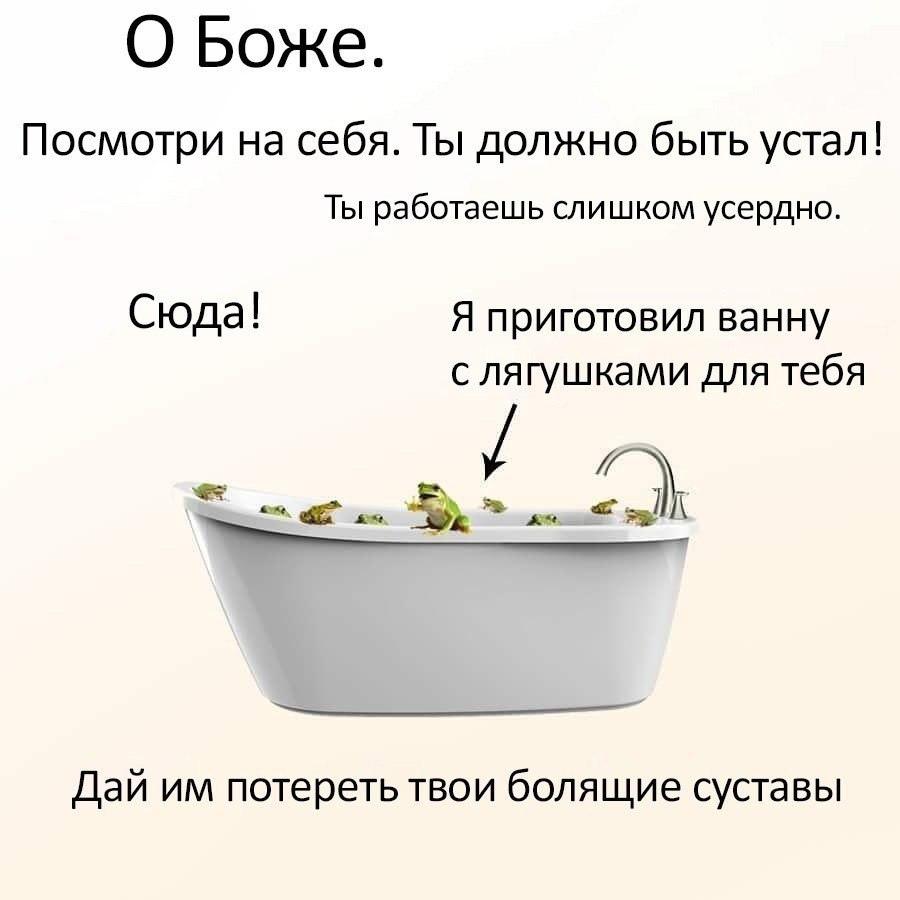 О Боже.
Посмотри на себя. Ты должно быть устал!
Ты работаешь слишком усердно.
Сюда!
Я приготовил ванну
с лягушками для тебя
Дай им потереть твои болящие суставы